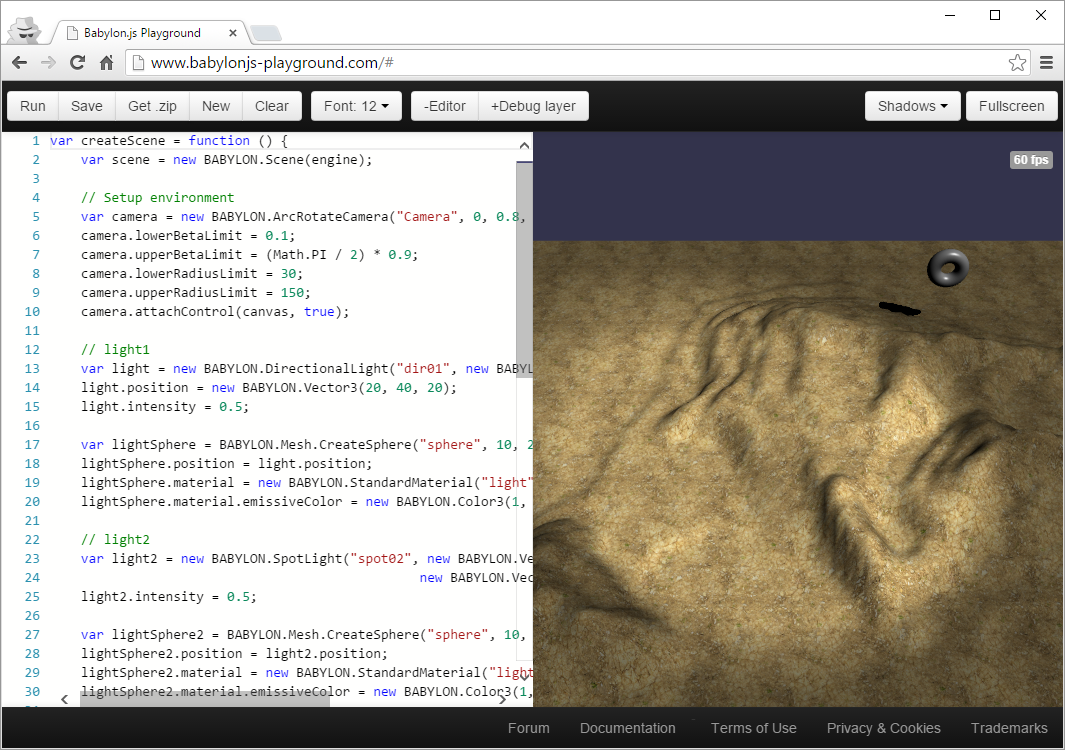 Babylon.js Playground
www.babylonjs-playground.com/#
Run Save Get .zip New Clear Font: 12 -Editor +Debug layer Shadows Fullscreen
60 fps
1 var createScene = function () {
2 var scene = new BABYLON.Scene(engine);
3
4 // Setup environment
5 var camera = new BABYLON.ArcRotateCamera("Camera", 0, 0.8,
6 camera.lowerBetaLimit = 0.1;
7 camera.upperBetaLimit = (Math.PI / 2) * 0.9;
8 camera.lowerRadiusLimit = 30;
9 camera.upperRadiusLimit = 150;
10 camera.attachControl(canvas, true);
11
12 // light1
13 var light = new BABYLON.DirectionalLight("dir01", new BABYL
14 light.position = new BABYLON.Vector3(20, 40, 20);
15 light.intensity = 0.5;
16
17 var lightSphere = BABYLON.Mesh.CreateSphere("sphere", 10, 2
18 lightSphere.position = light.position;
19 lightSphere.material = new BABYLON.StandardMaterial("light"
20 lightSphere.material.emissiveColor = new BABYLON.Color3(1,
21
22 // light2
23 var light2 = new BABYLON.SpotLight("spot02", new BABYLON.Ve
24 new BABYLON.Vec
25 light2.intensity = 0.5;
26
27 var lightSphere2 = BABYLON.Mesh.CreateSphere("sphere", 10,
28 lightSphere2.position = light2.position;
29 lightSphere2.material = new BABYLON.StandardMaterial("light
30 lightSphere2.material.emissiveColor = new BABYLON.Color3(1,
Forum Documentation Terms of Use Privacy & Cookies Trademarks